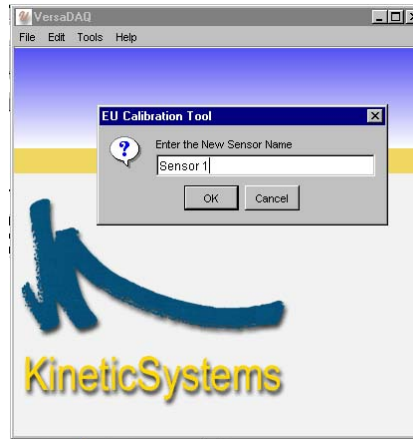 VersaDAQ
File Edit Tools Help
EU Calibration Tool
Enter the New Sensor Name
Sensor 1
OK Cancel
KineticSystems